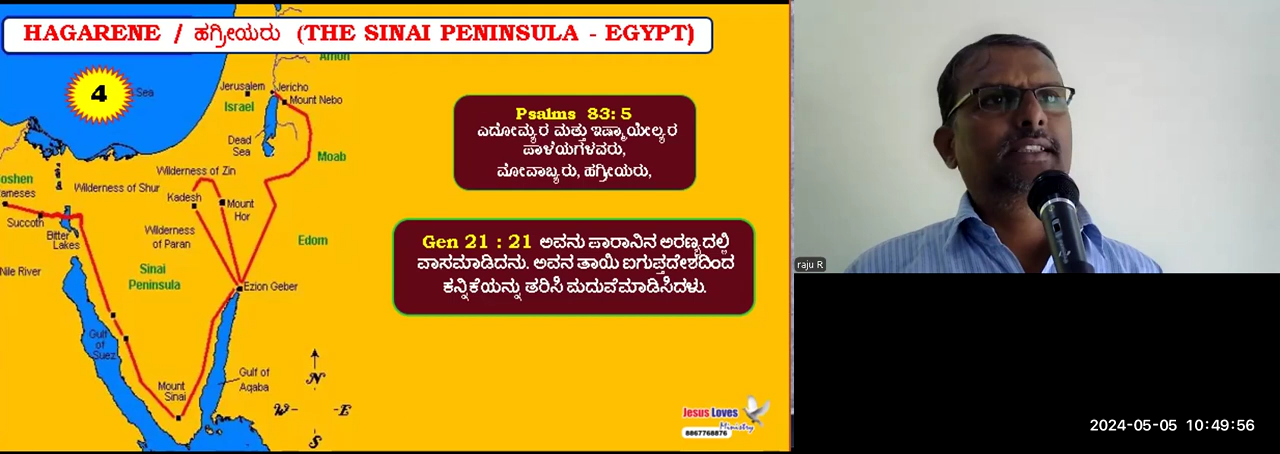 HAGARENE / ಹಗ್ರೀಯರು (THE SINAI PENINSULA - EGYPT)
4
Sea
Ammon
Jerusalem
Jericho
Mount Nebo
Israel
Dead
Sea
Moab
Wilderness of Zin
Wilderness of Shur
Kadesh
Mount
Hor
oshen
ameses
Succoth
Bitter
Lakes
Wilderness
of Paran
Edom
Nile River
Sinai
Peninsula
Ezion Geber
Gulf
of
Suez
Mount
Sinai
Gulf of
Aqaba
N
W
E
S
Psalms 83: 5
ಎದೋಮ್ಯರ ಮತ್ತು ಇಷ್ಮಾಯೇಲ್ಯರ
ಪಾಳಯಗಳವರು,
ಮೋವಾಬ್ಯರು, ಹಗ್ರೀಯರು,
Gen 21 : 21 ಅವನು ಪಾರಾನಿನ ಅರಣ್ಯದಲ್ಲಿ
ವಾಸಮಾಡಿದನು. ಅವನ ತಾಯಿ ಐಗುಪ್ತದೇಶದಿಂದ
ಕನ್ನಿಕೆಯನ್ನು ತರಿಸಿ ಮದುವೆಮಾಡಿಸಿದಳು.
Jesus Loves
Ministry
8867768876
raju R
2024-05-05 10:49:56